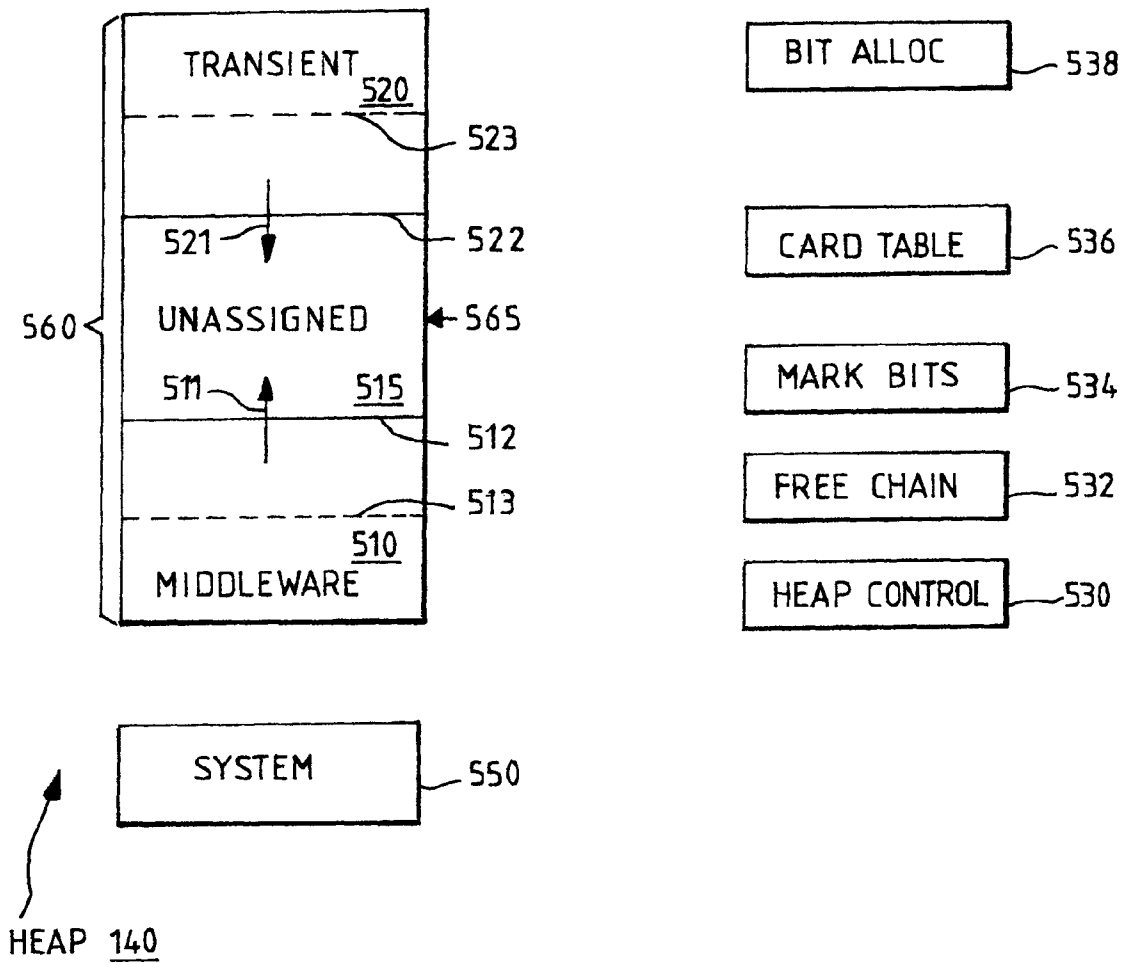 TRANSIENT
520
523
521
522
560
UNASSIGNED
565
511
515
512
513
510
MIDDLEWARE
SYSTEM
550
HEAP 140
BIT ALLOC
538
CARD TABLE
536
MARK BITS
534
FREE CHAIN
532
HEAP CONTROL
530